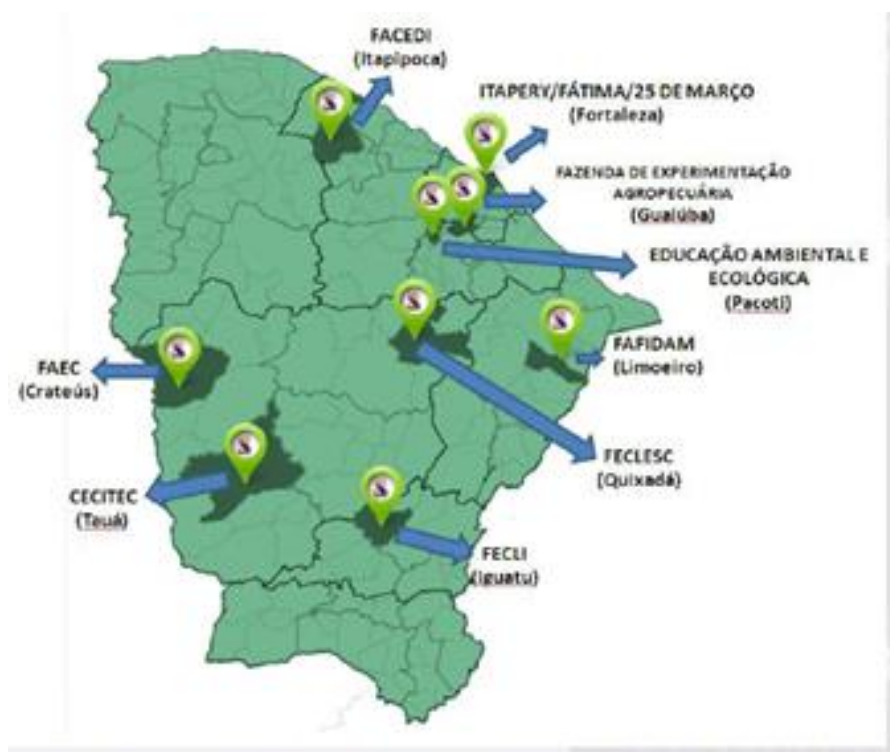 FACEDI
(Itapipoca)
ITAPERY/FÁTIMA/25 DE MARÇO
(Fortaleza)
FAZENDA DE EXPERIMENTAÇÃO
AGROPECUÁRIA
(Guaiúba)
EDUCAÇÃO AMBIENTAL E
ECOLÓGICA
(Pacoti)
FAFIDAM
(Limoeiro)
FAEC
(Crateús)
FECLESC
(Quixadá)
CECITEC
(Tauá)
FECLI
(Iguatu)